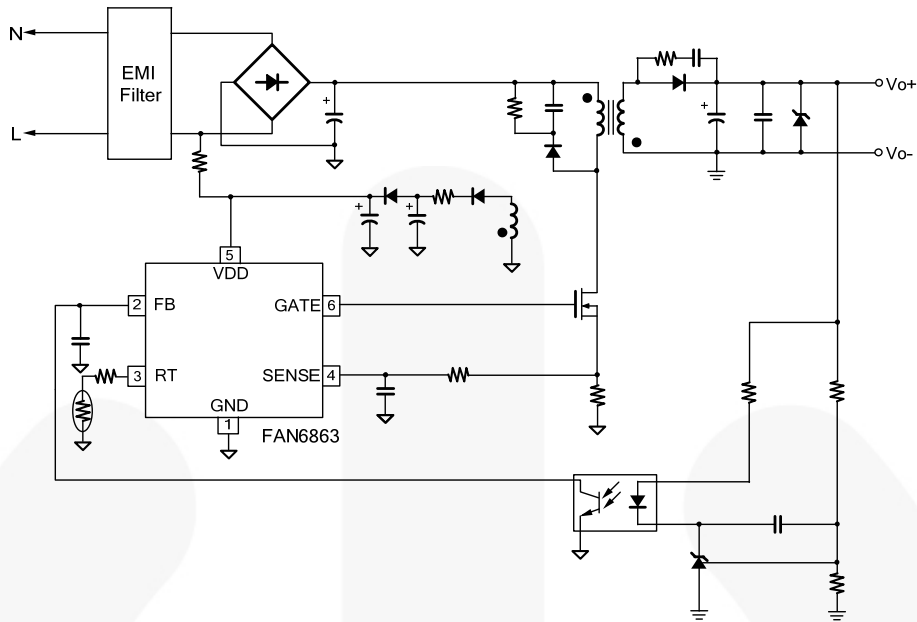 N
EMI
Filter
L
Vo+
Vo-
5
VDD
2 FB
GATE 6
3 RT
SENSE 4
GND
1
FAN6863
+
+
+
+